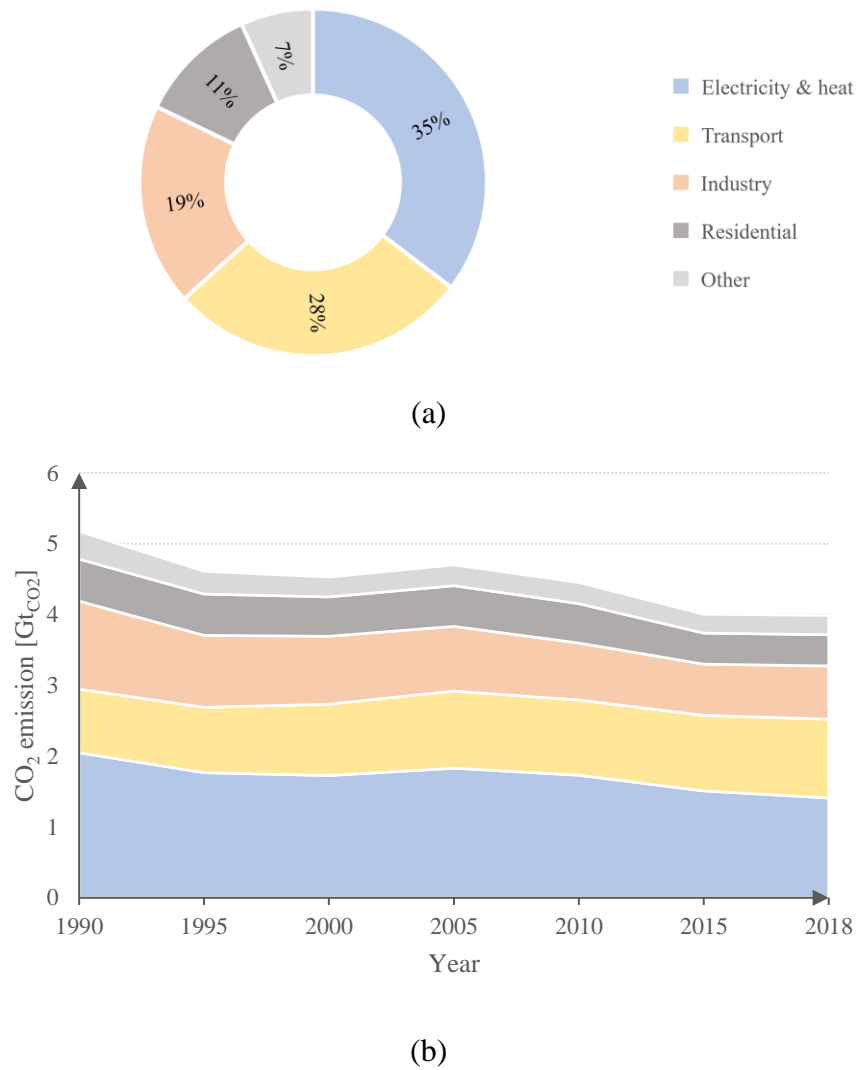 7%
11%
35%
19%
28%
Electricity & heat
Transport
Industry
Residential
Other
(a)
CO₂ emission [Gt_CO2]
6
5
4
3
2
1
0
1990 1995 2000 2005 2010 2015 2018
Year
(b)